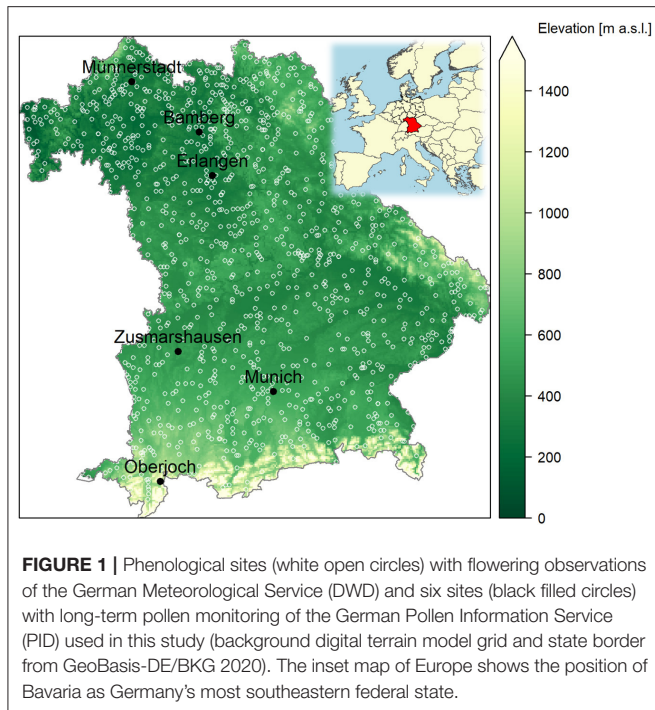 Elevation [m a.s.l.]
Münnerstadt
Bamberg
Erlangen
Zusmarshausen
Munich
Oberjoch
1400
1200
1000
800
600
400
200
0
FIGURE 1 | Phenological sites (white open circles) with flowering observations
of the German Meteorological Service (DWD) and six sites (black filled circles)
with long-term pollen monitoring of the German Pollen Information Service
(PID) used in this study (background digital terrain model grid and state border
from GeoBasis-DE/BKG 2020). The inset map of Europe shows the position of
Bavaria as Germany's most southeastern federal state.